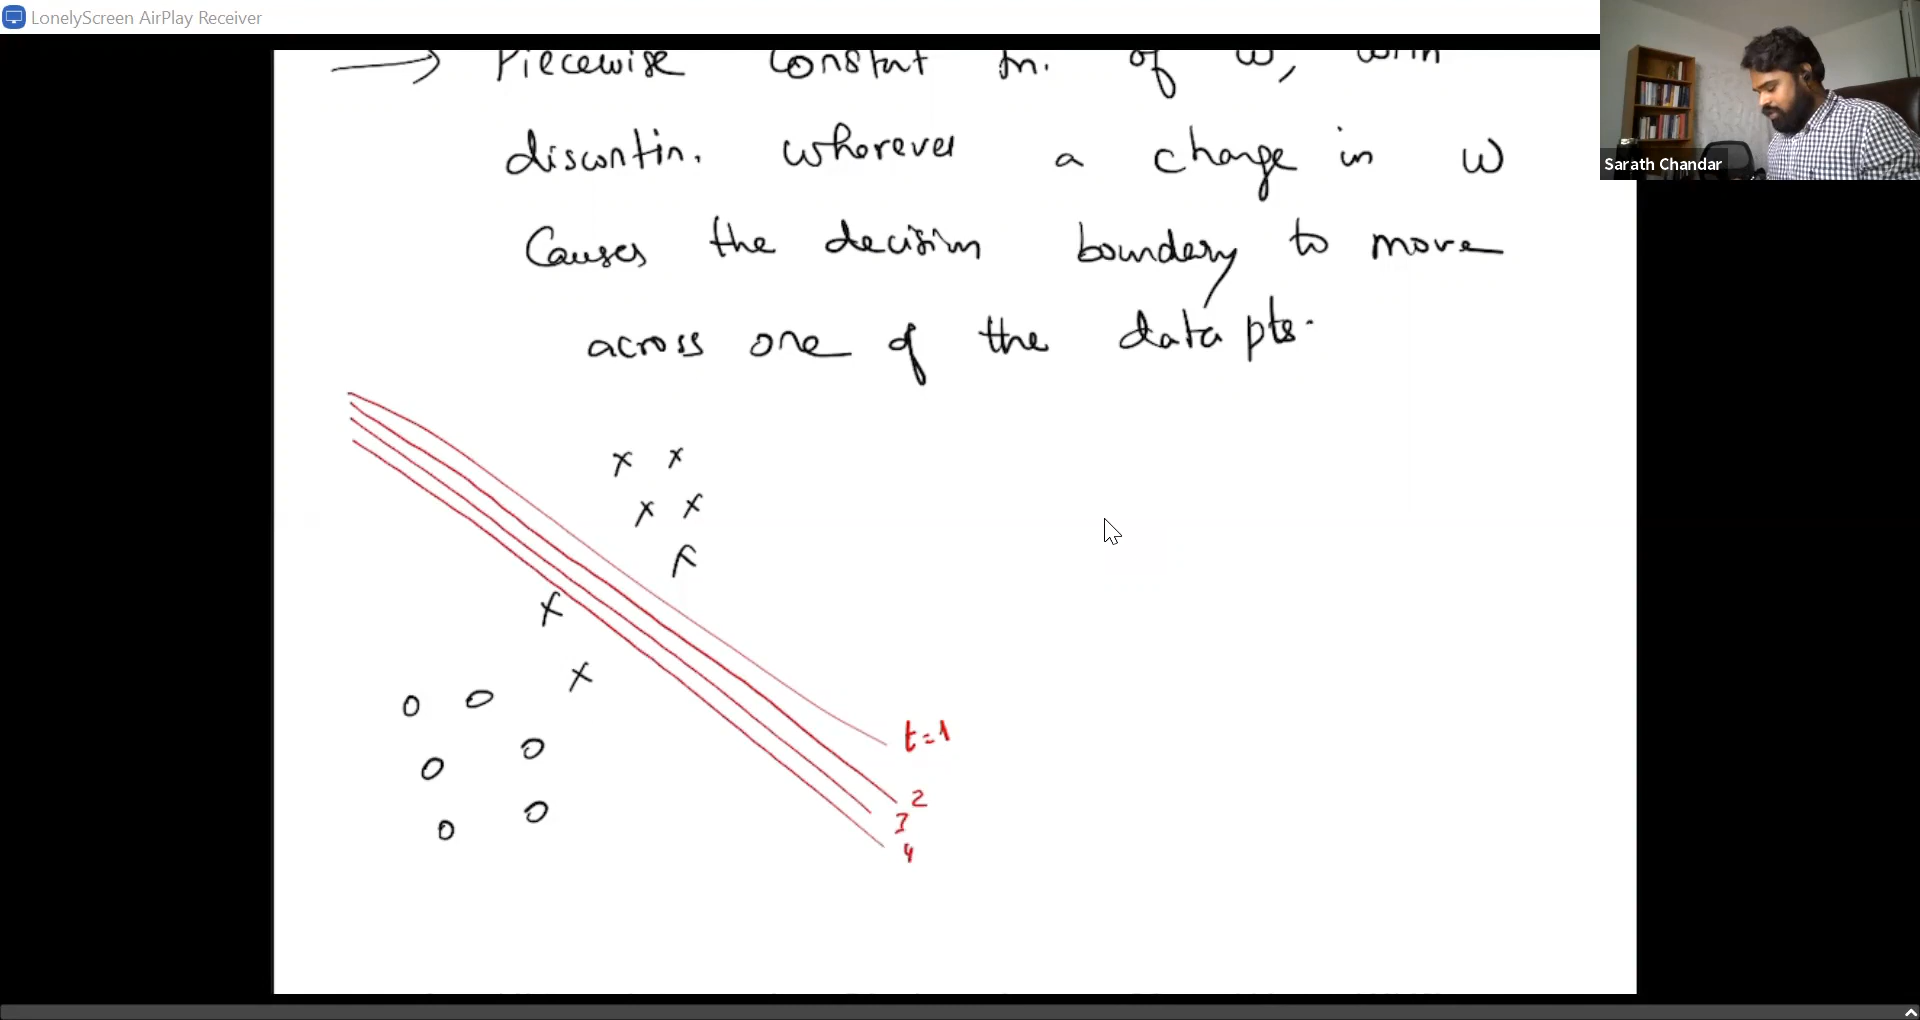 LonelyScreen AirPlay Receiver
→ Piecewise constant fn. of w, with
discontin. wherever a change in w
Causes the decision boundary to move
across one of the data pts.
t=1
2
3
4
Sarath Chandar